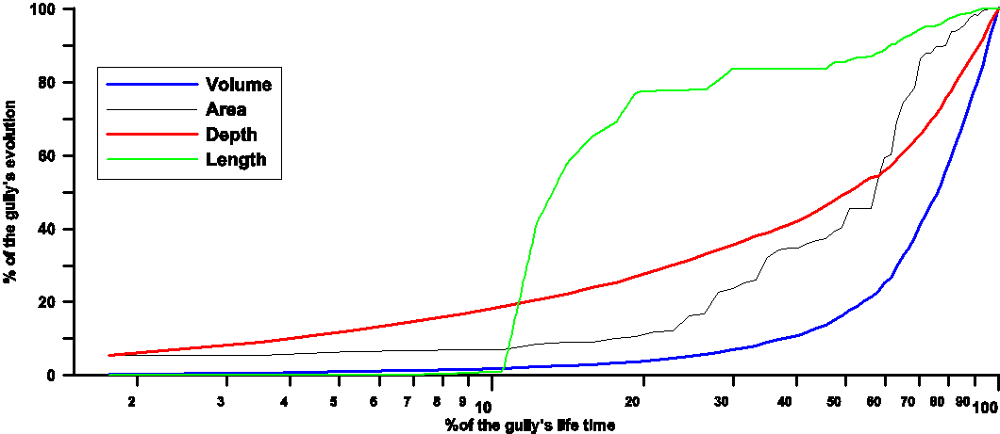 100
80
60
40
20
0
% of the gully's evolution
Volume
Area
Depth
Length
2 3 4 5 6 7 8 9 10 20 30 40 50 60 70 80 90 100
%of the gully's life time